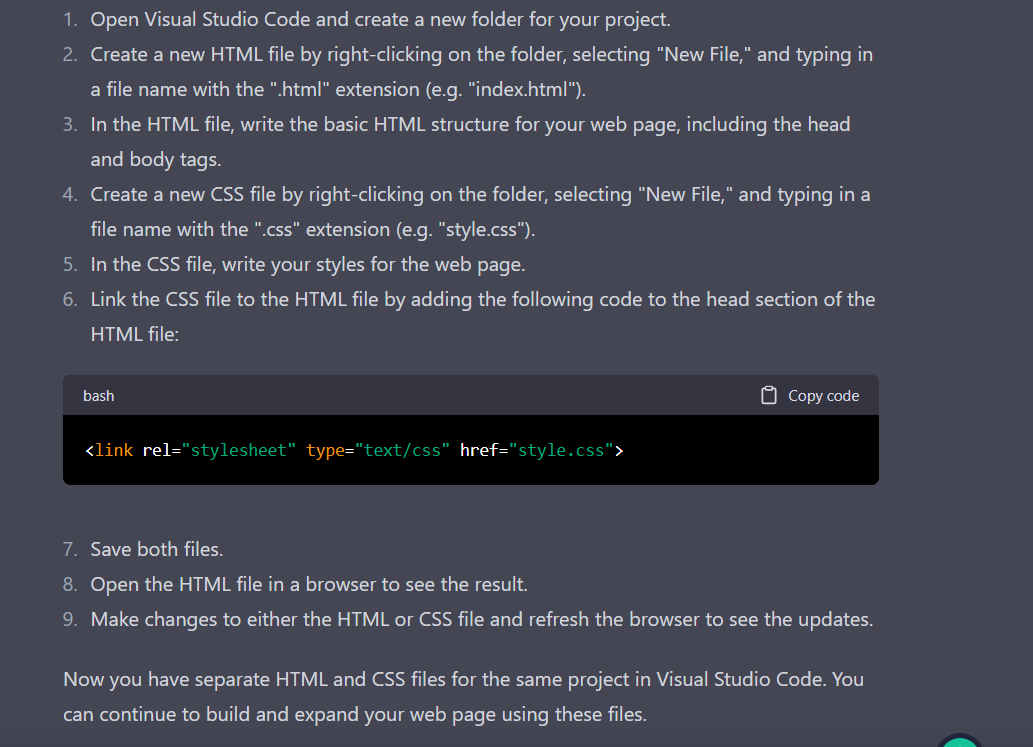 1. Open Visual Studio Code and create a new folder for your project.
2. Create a new HTML file by right-clicking on the folder, selecting "New File," and typing in
a file name with the ".html" extension (e.g. "index.html").
3. In the HTML file, write the basic HTML structure for your web page, including the head
and body tags.
4. Create a new CSS file by right-clicking on the folder, selecting "New File," and typing in a
file name with the ".css" extension (e.g. "style.css").
5. In the CSS file, write your styles for the web page.
6. Link the CSS file to the HTML file by adding the following code to the head section of the
HTML file:
bash Copy code
<link rel="stylesheet" type="text/css" href="style.css">
7. Save both files.
8. Open the HTML file in a browser to see the result.
9. Make changes to either the HTML or CSS file and refresh the browser to see the updates.
Now you have separate HTML and CSS files for the same project in Visual Studio Code. You
can continue to build and expand your web page using these files.